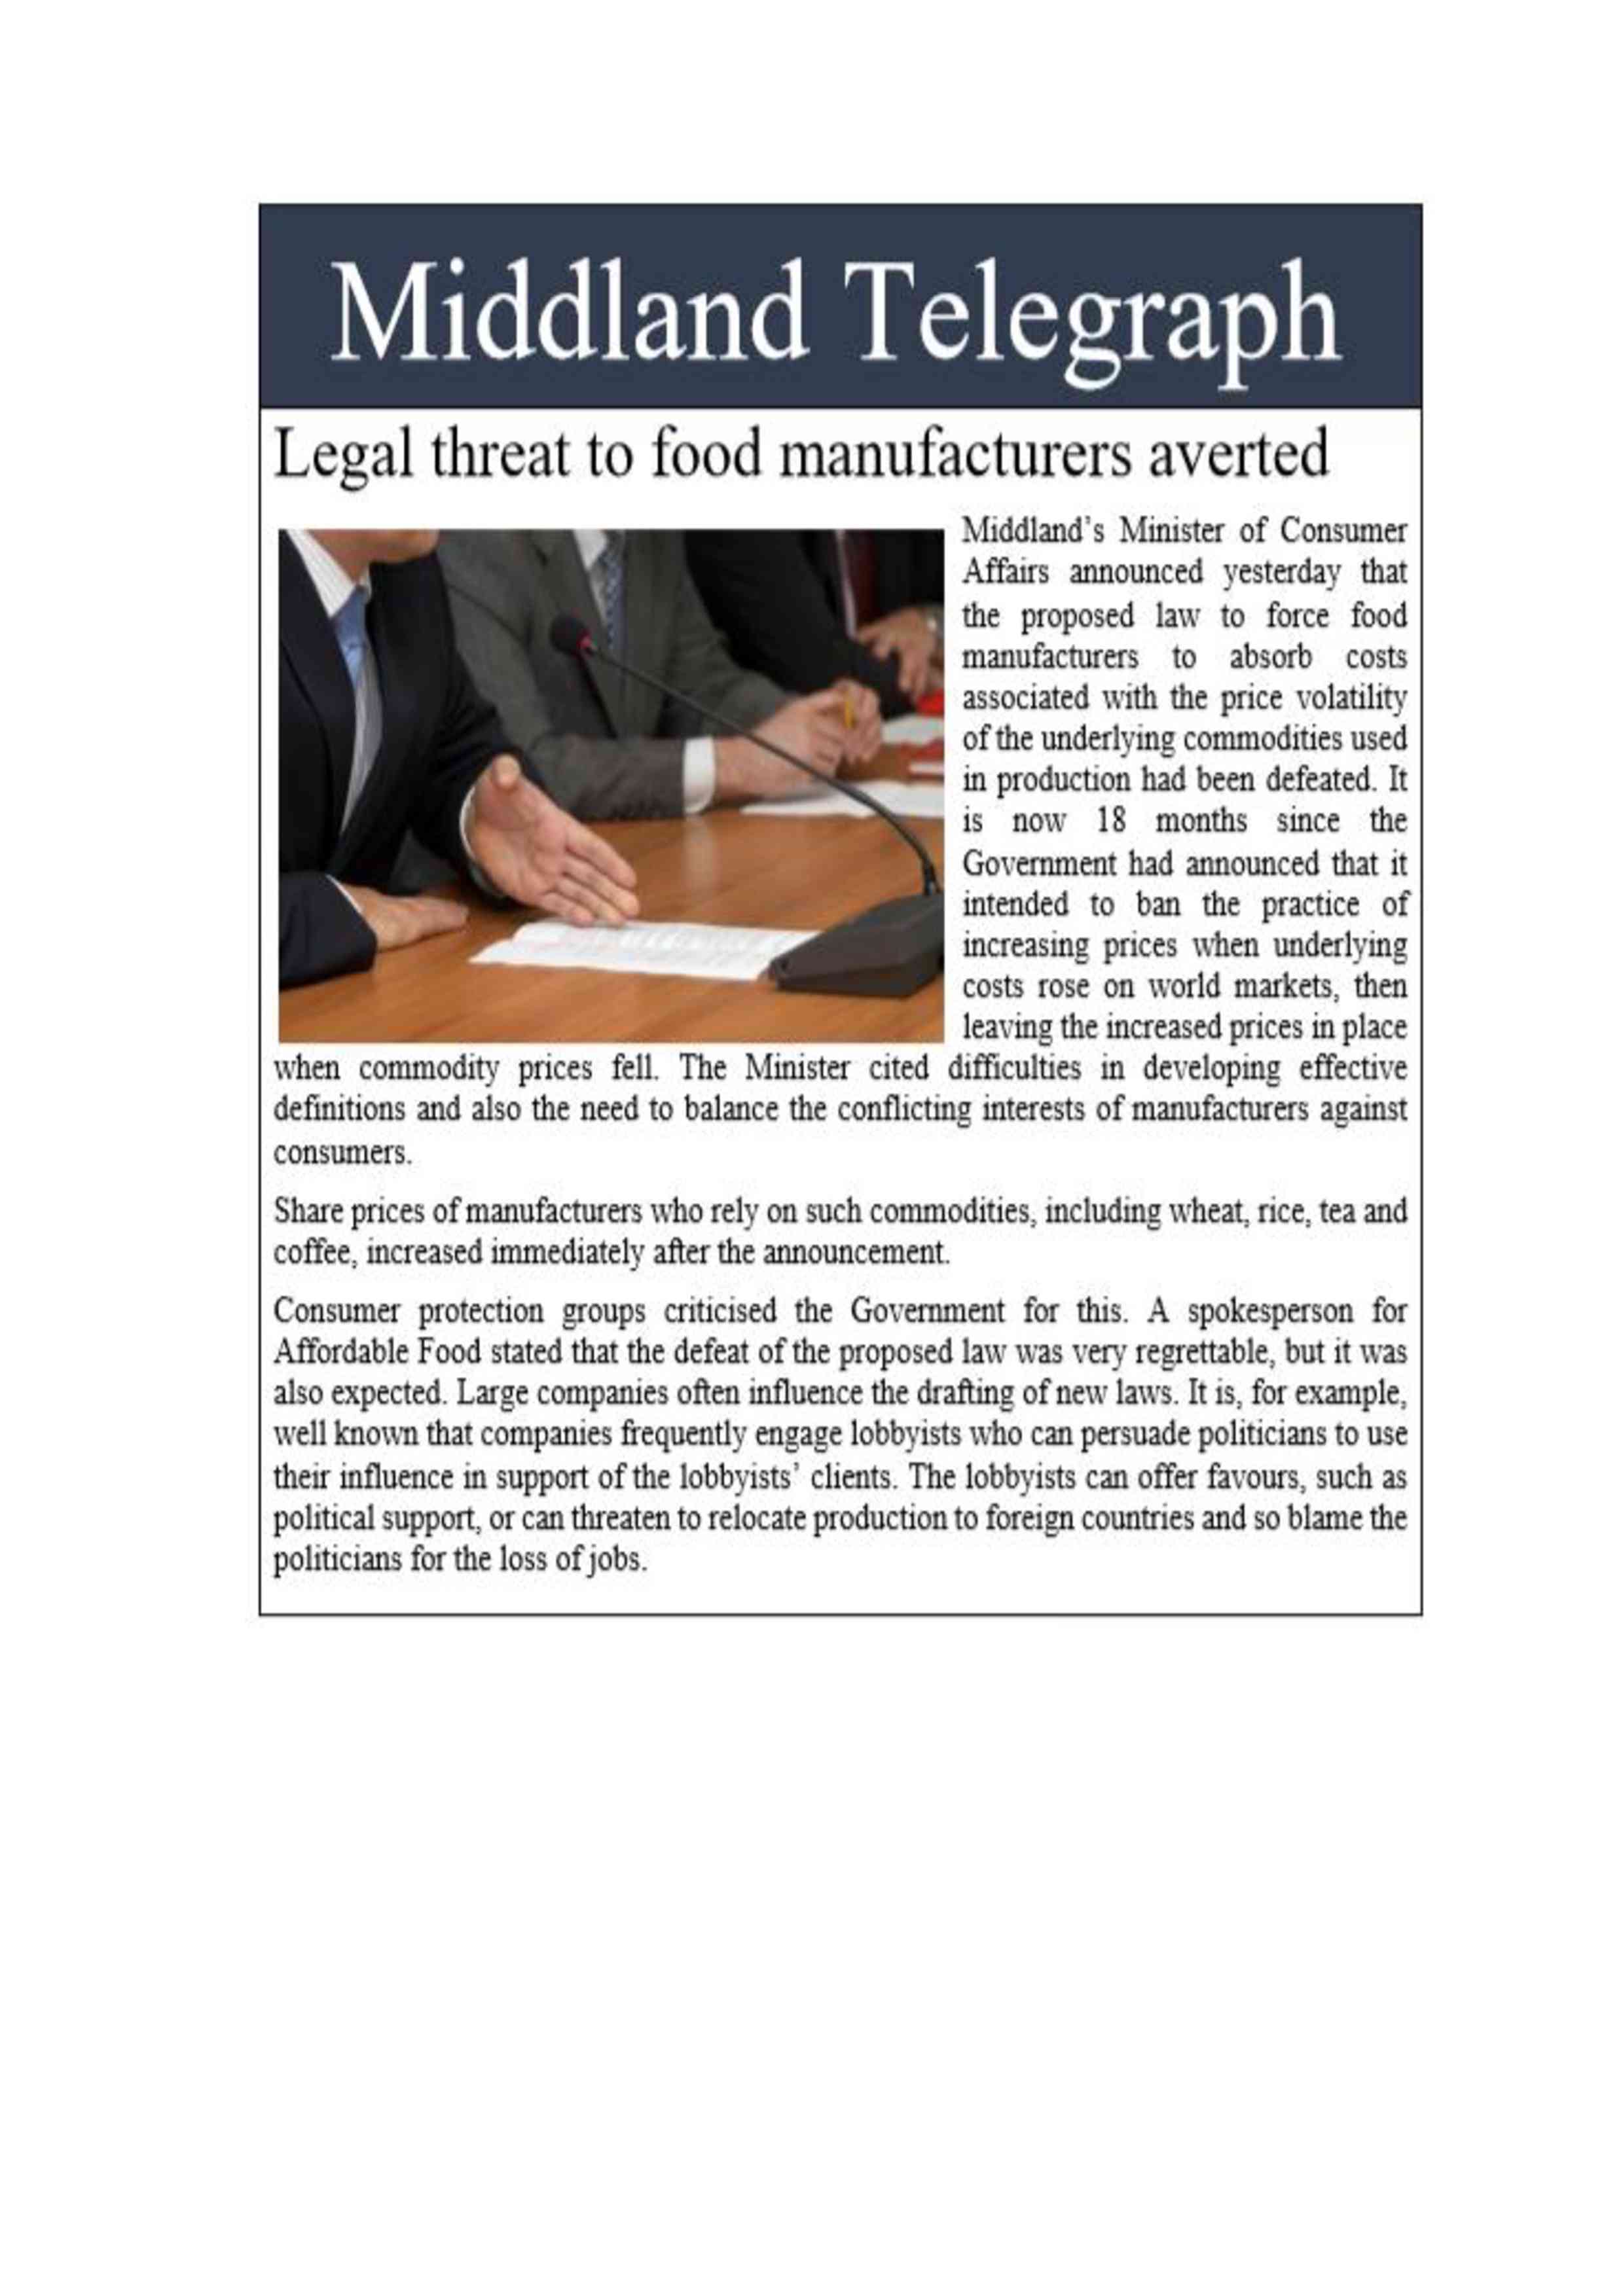 Middland Telegraph
Legal threat to food manufacturers averted
Middland's Minister of Consumer
Affairs announced yesterday that
the proposed law to force food
manufacturers to absorb costs
associated with the price volatility
of the underlying commodities used
in production had been defeated. It
is now 18 months since the
Government had announced that it
intended to ban the practice of
increasing prices when underlying
costs rose on world markets, then
leaving the increased prices in place
when commodity prices fell. The Minister cited difficulties in developing effective
definitions and also the need to balance the conflicting interests of manufacturers against
consumers.
Share prices of manufacturers who rely on such commodities, including wheat, rice, tea and
coffee, increased immediately after the announcement.
Consumer protection groups criticised the Government for this. A spokesperson for
Affordable Food stated that the defeat of the proposed law was very regrettable, but it was
also expected. Large companies often influence the drafting of new laws. It is, for example,
well known that companies frequently engage lobbyists who can persuade politicians to use
their influence in support of the lobbyists' clients. The lobbyists can offer favours, such as
political support, or can threaten to relocate production to foreign countries and so blame the
politicians for the loss of jobs.